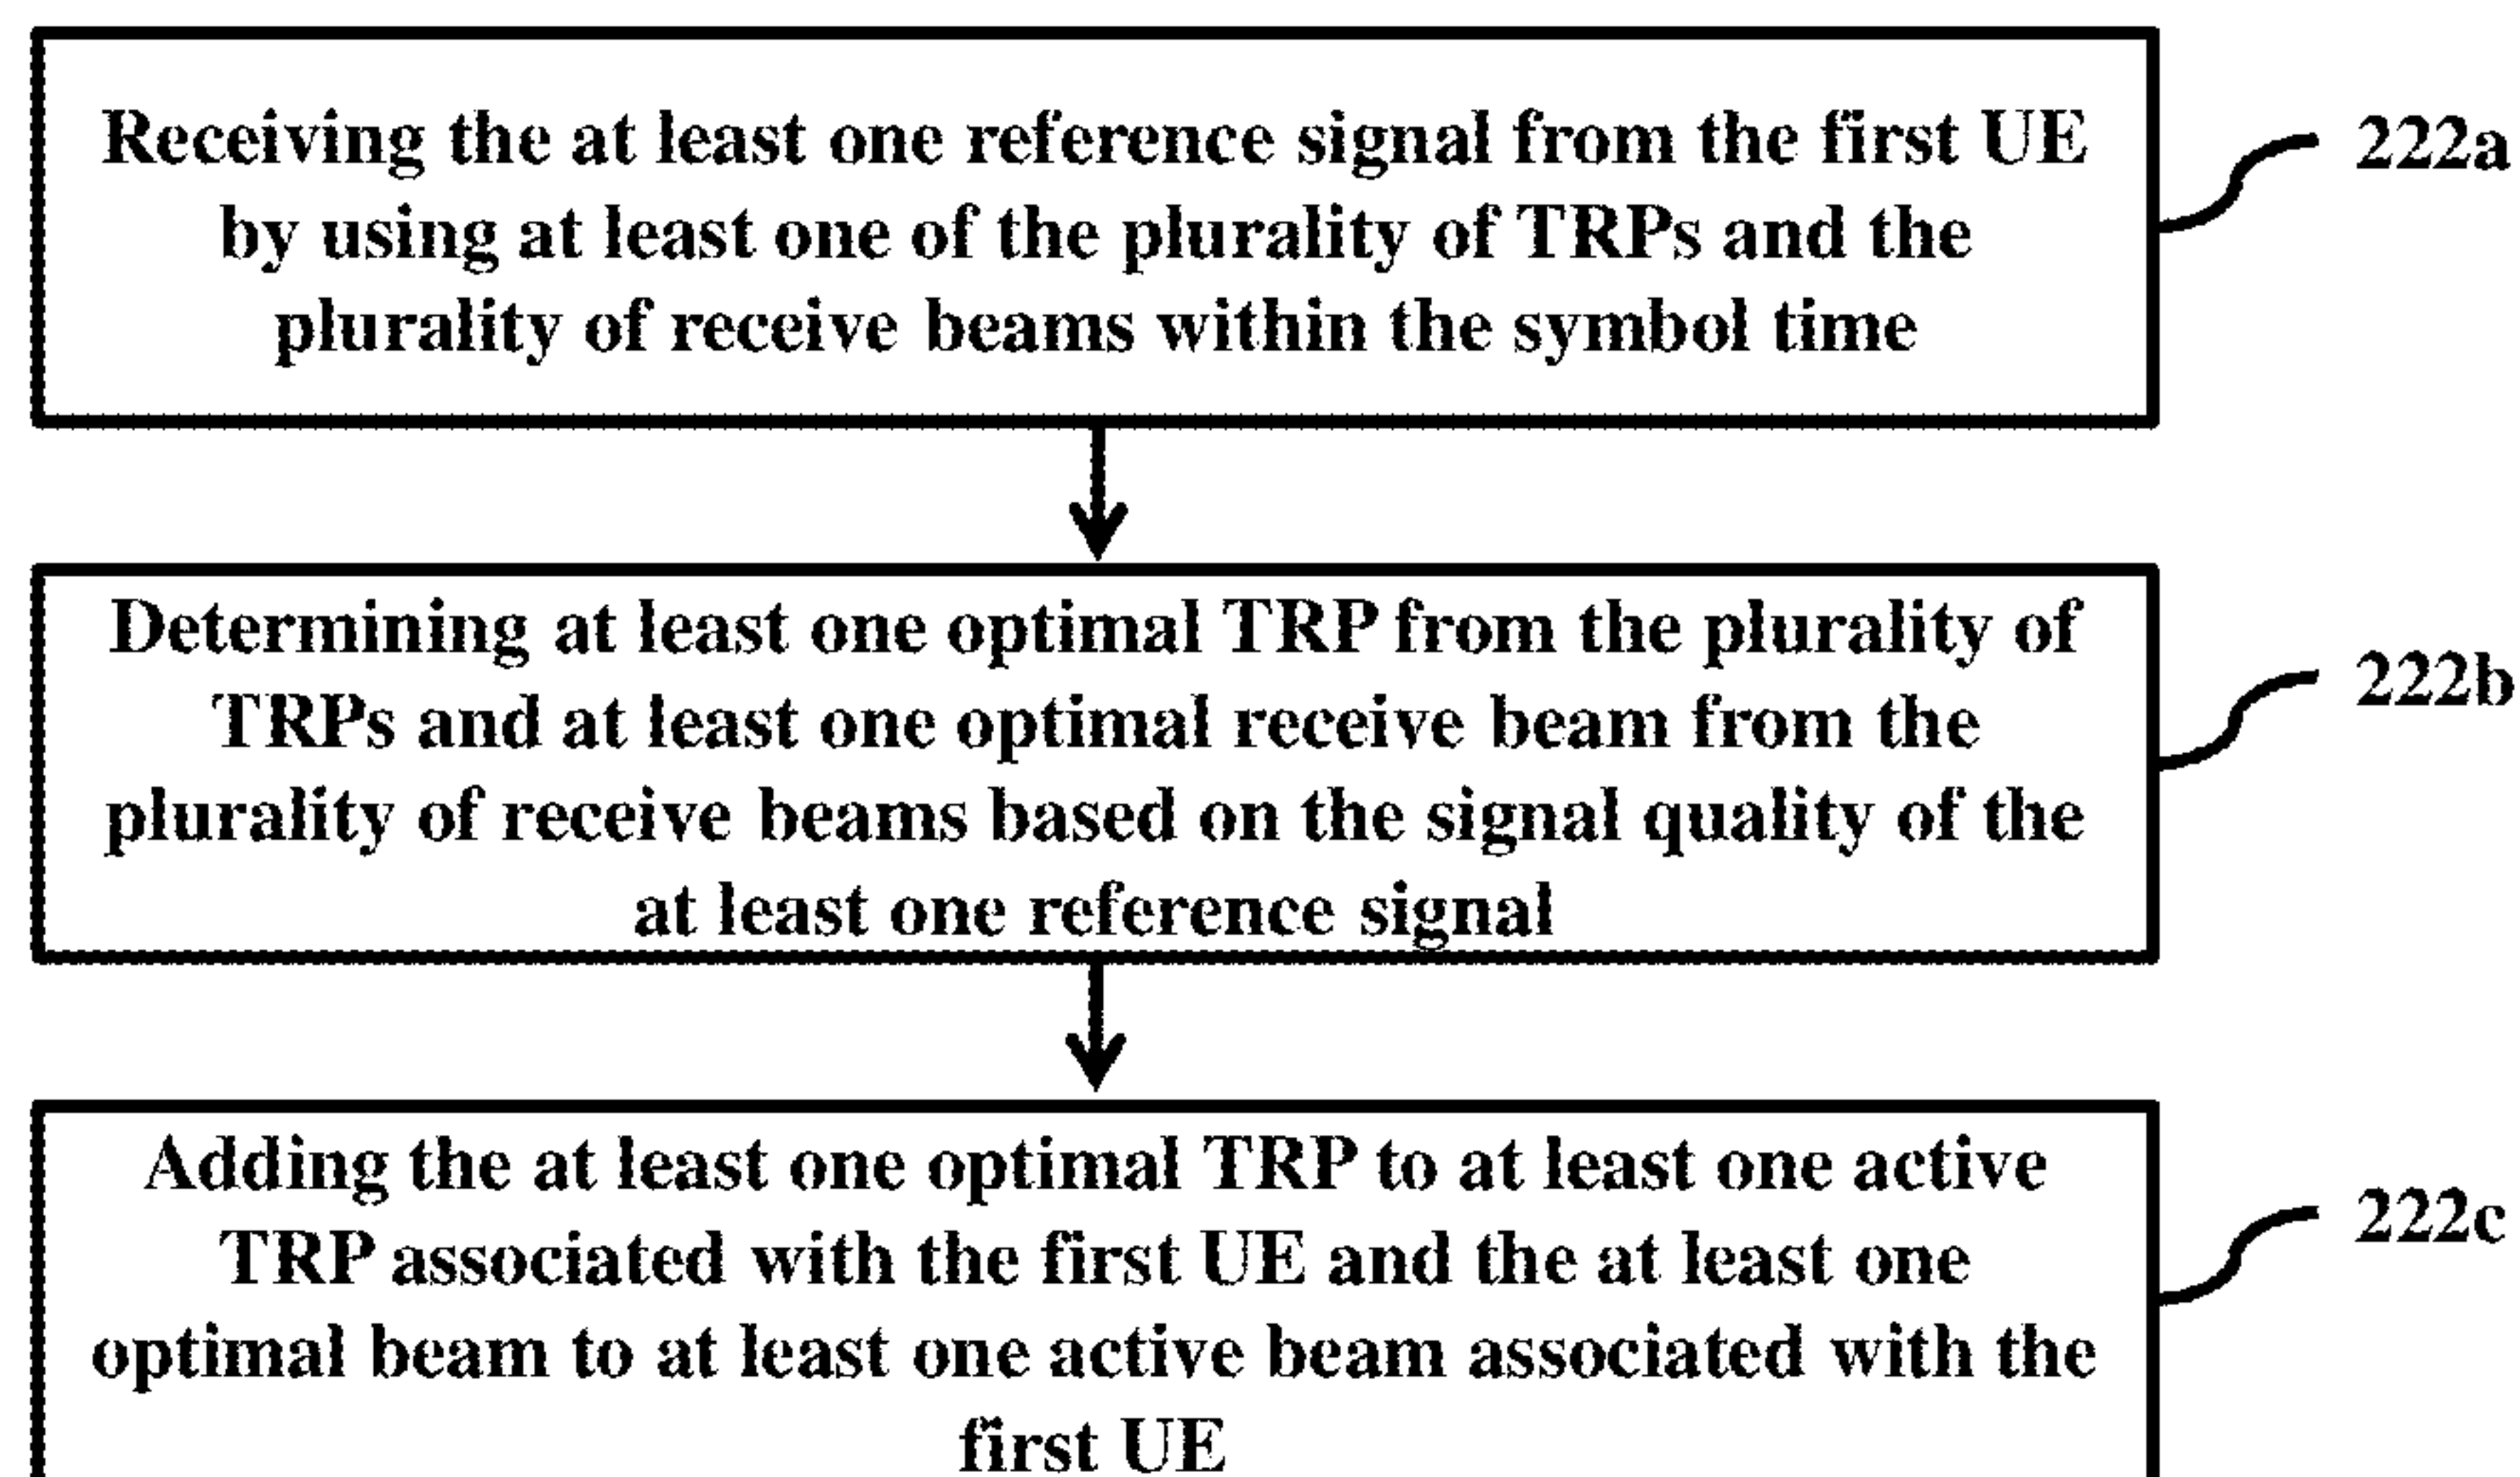 Receiving the at least one reference signal from the first UE
by using at least one of the plurality of TRPs and the
plurality of receive beams within the symbol time
222a
Determining at least one optimal TRP from the plurality of
TRPs and at least one optimal receive beam from the
plurality of receive beams based on the signal quality of the
at least one reference signal
222b
Adding the at least one optimal TRP to at least one active
TRP associated with the first UE and the at least one
optimal beam to at least one active beam associated with the
first UE
222c